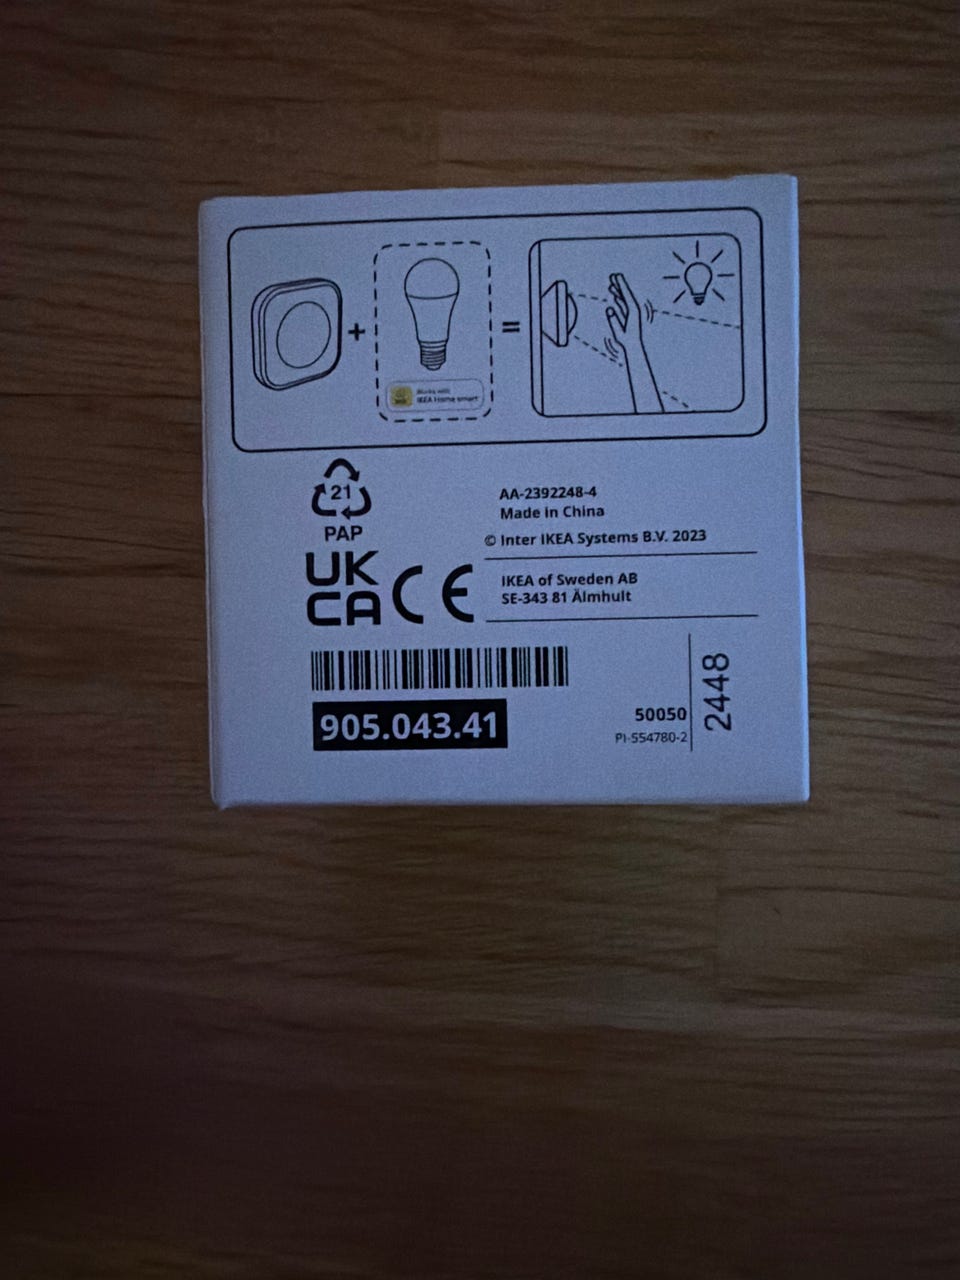 +
=
Works with
IKEA Home smart
21
PAP
AA-2392248-4
Made in China
© Inter IKEA Systems B.V. 2023
UK
CA CE
IKEA of Sweden AB
SE-343 81 Älmhult
905.043.41
50050
PI-554780-2
2448